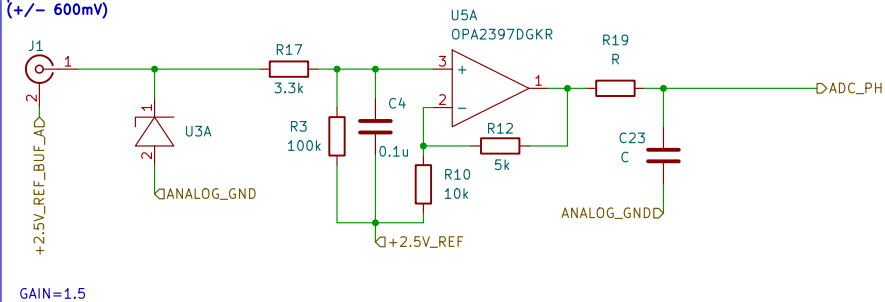 (+/- 600mV)
J1
1
2
+2.5V_REF_BUF_A
1
2
U3A
ANALOG_GND
R17
3.3k
R3
100k
C4
0.1u
+2.5V_REF
U5A
OPA2397DGKR
3
+
2
-
1
R12
5k
R10
10k
R19
R
C23
C
ANALOG_GND
ADC_PH
GAIN=1.5